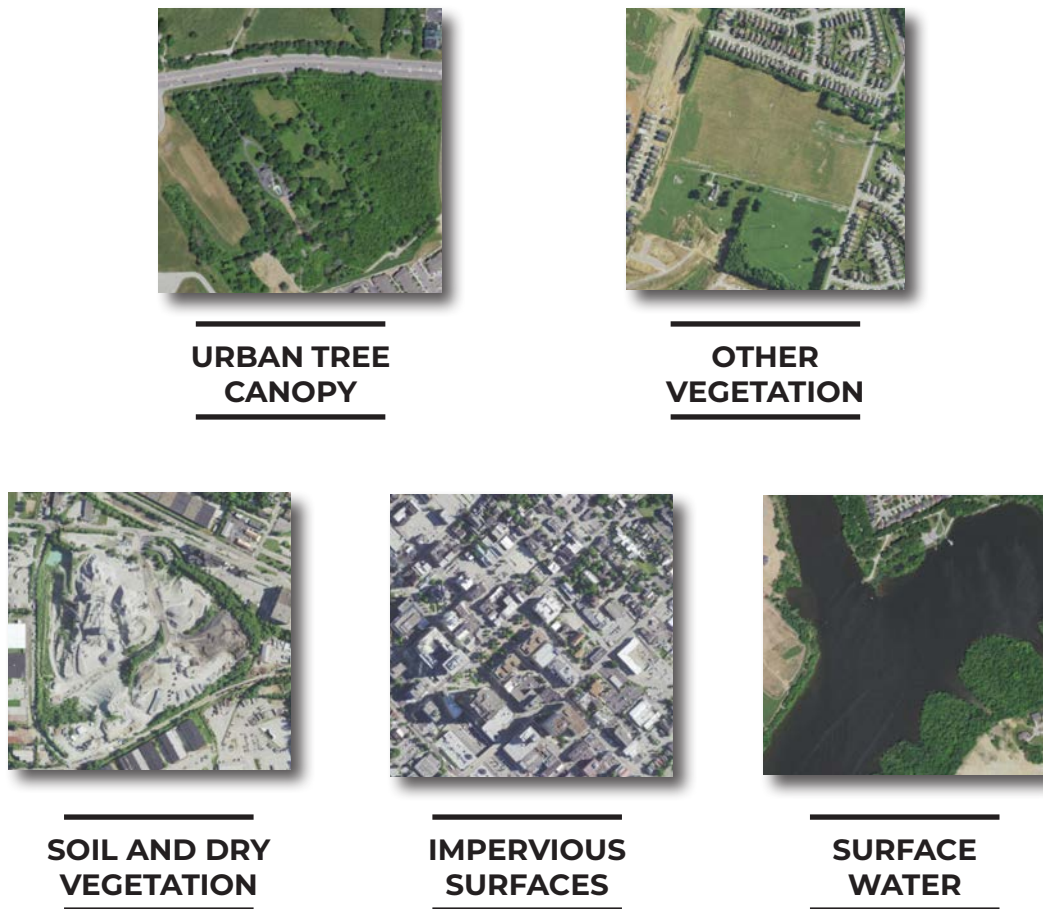 URBAN TREE
CANOPY
OTHER
VEGETATION
SOIL AND DRY
VEGETATION
IMPERVIOUS
SURFACES
SURFACE
WATER